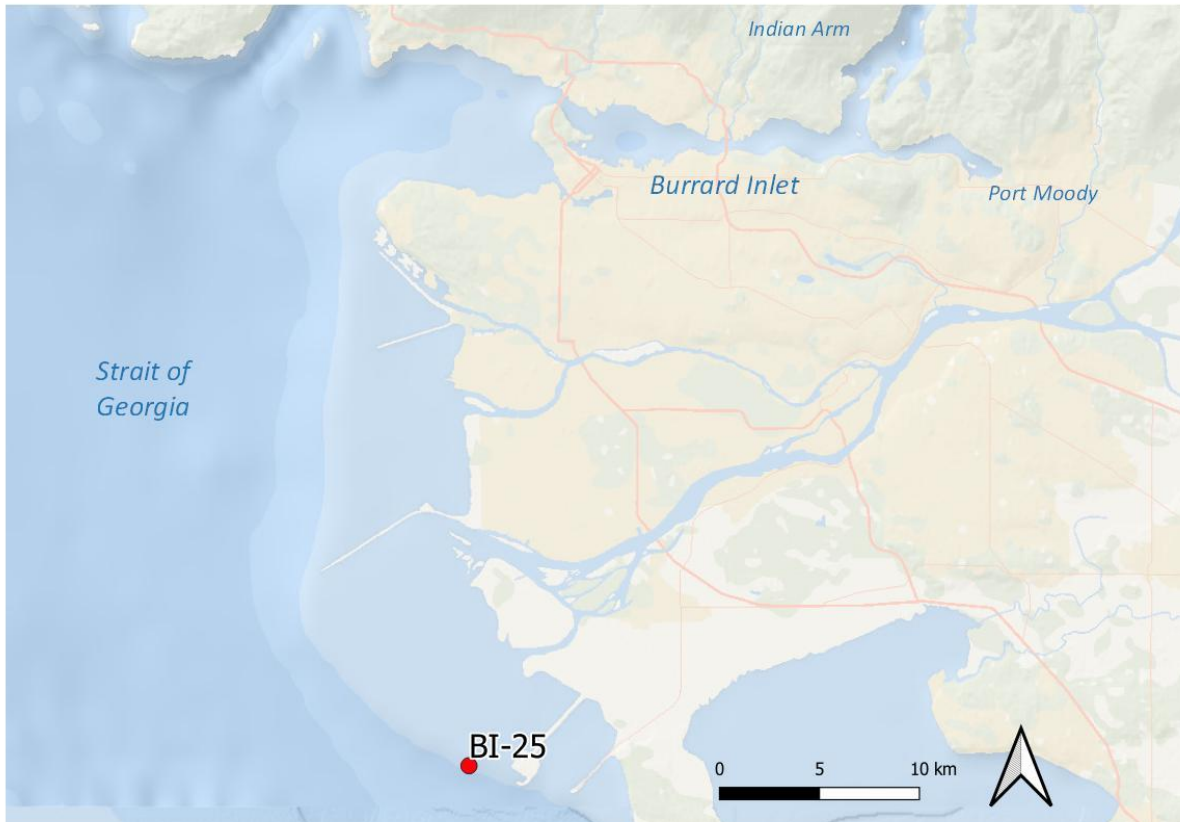 Indian Arm
Burrard Inlet
Port Moody
Strait of
Georgia
BI-25
0 5 10 km